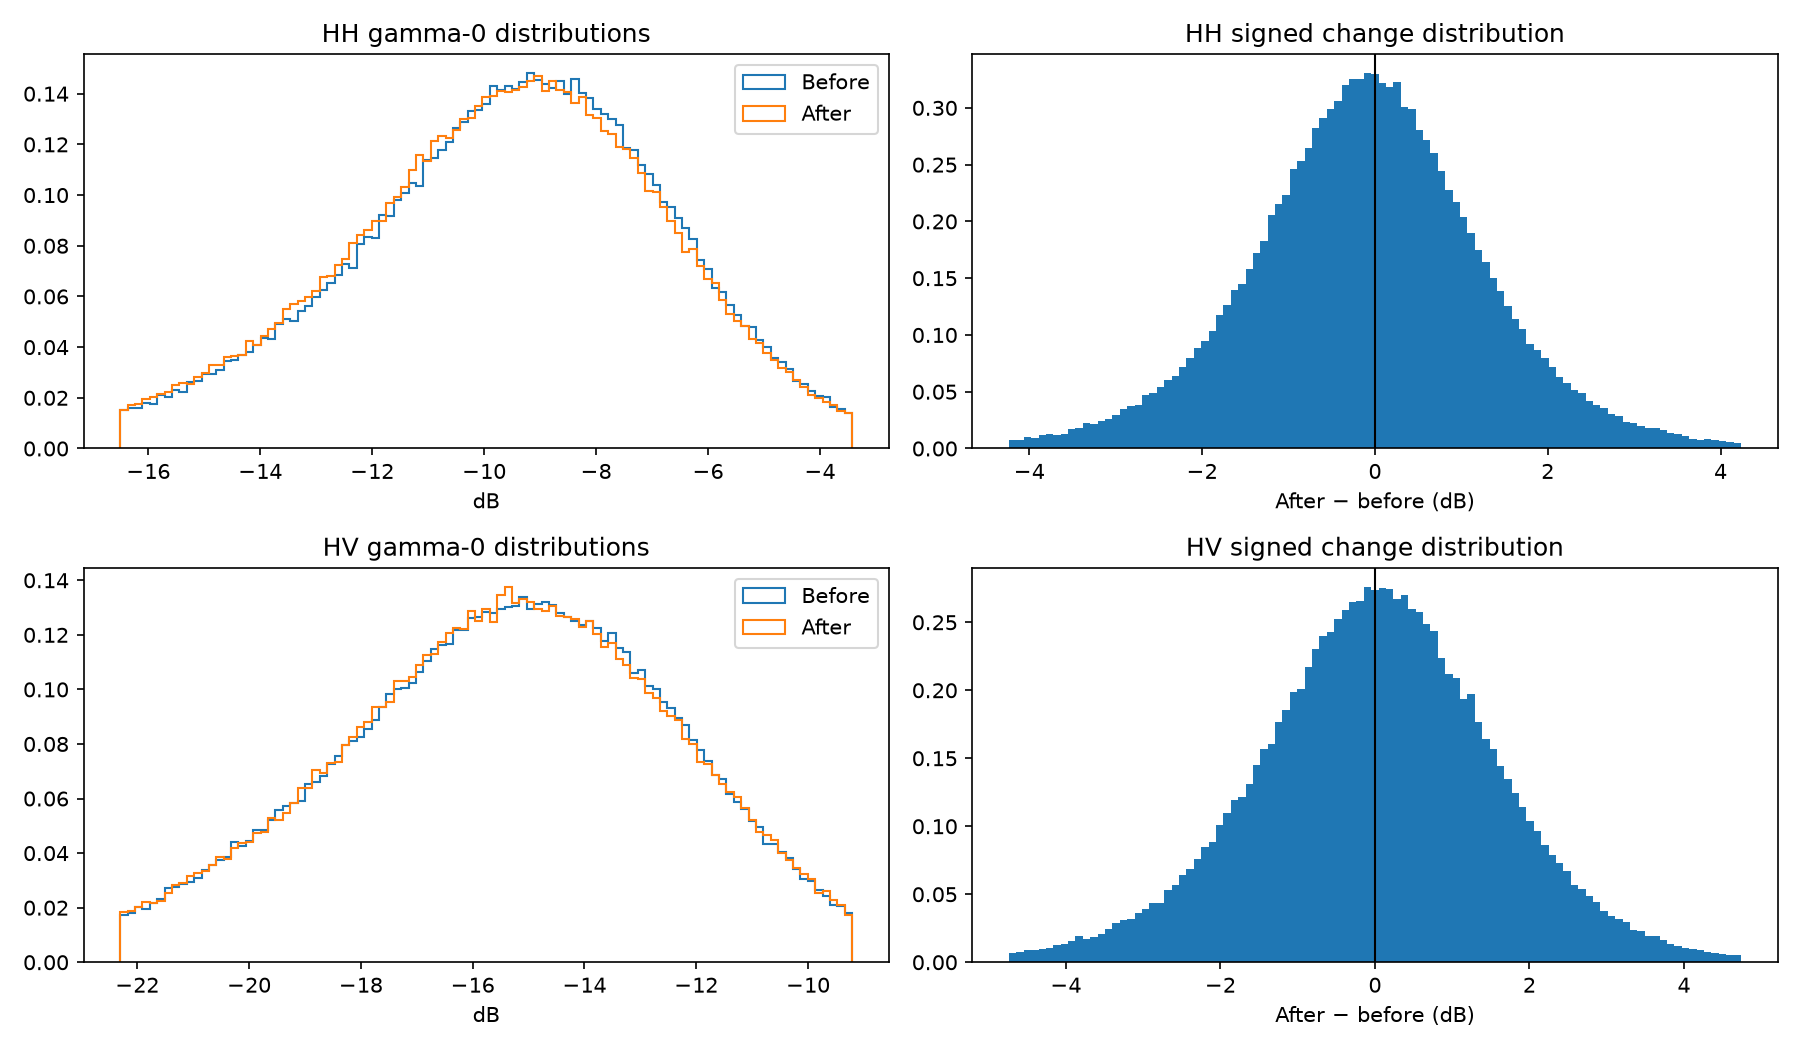 HH gamma-0 distributions
0.14
0.12
0.10
0.08
0.06
0.04
0.02
0.00
Before
After
−16 −14 −12 −10 −8 −6 −4
dB
HH signed change distribution
0.30
0.25
0.20
0.15
0.10
0.05
0.00
−4 −2 0 2 4
After − before (dB)
HV gamma-0 distributions
0.14
0.12
0.10
0.08
0.06
0.04
0.02
0.00
Before
After
−22 −20 −18 −16 −14 −12 −10
dB
HV signed change distribution
0.25
0.20
0.15
0.10
0.05
0.00
−4 −2 0 2 4
After − before (dB)